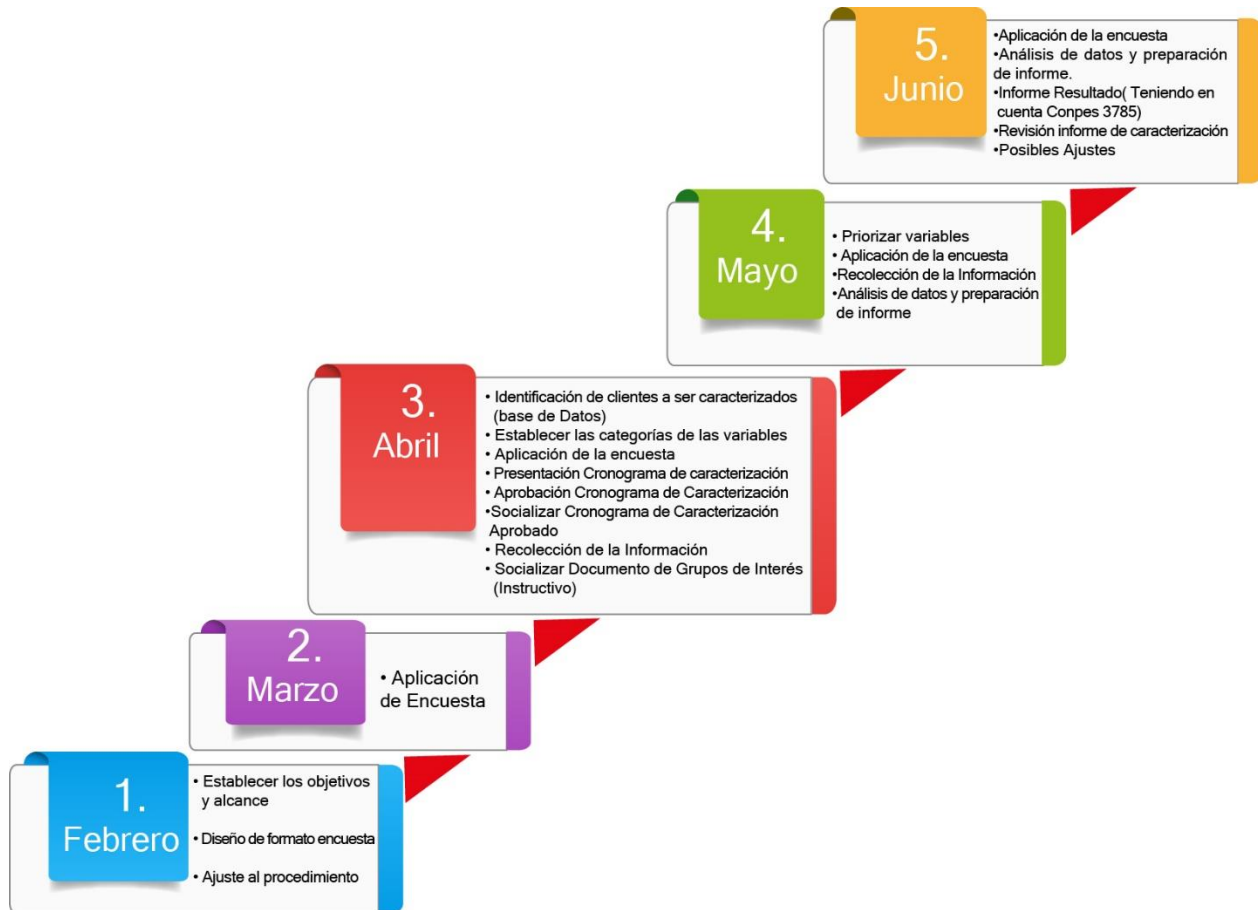 5.
Junio
•Aplicación de la encuesta
•Análisis de datos y preparación
de informe.
•Informe Resultado( Teniendo en
cuenta Conpes 3785)
•Revisión informe de caracterización
•Posibles Ajustes
4.
Mayo
• Priorizar variables
• Aplicación de la encuesta
•Recolección de la Información
•Análisis de datos y preparación
de informe
3.
Abril
• Identificación de clientes a ser caracterizados
(base de Datos)
• Establecer las categorías de las variables
• Aplicación de la encuesta
• Presentación Cronograma de caracterización
• Aprobación Cronograma de Caracterización
•Socializar Cronograma de Caracterización
Aprobado
• Recolección de la Información
• Socializar Documento de Grupos de Interés
(Instructivo)
2.
Marzo
• Aplicación
de Encuesta
1.
Febrero
• Establecer los objetivos
y alcance
• Diseño de formato encuesta
• Ajuste al procedimiento